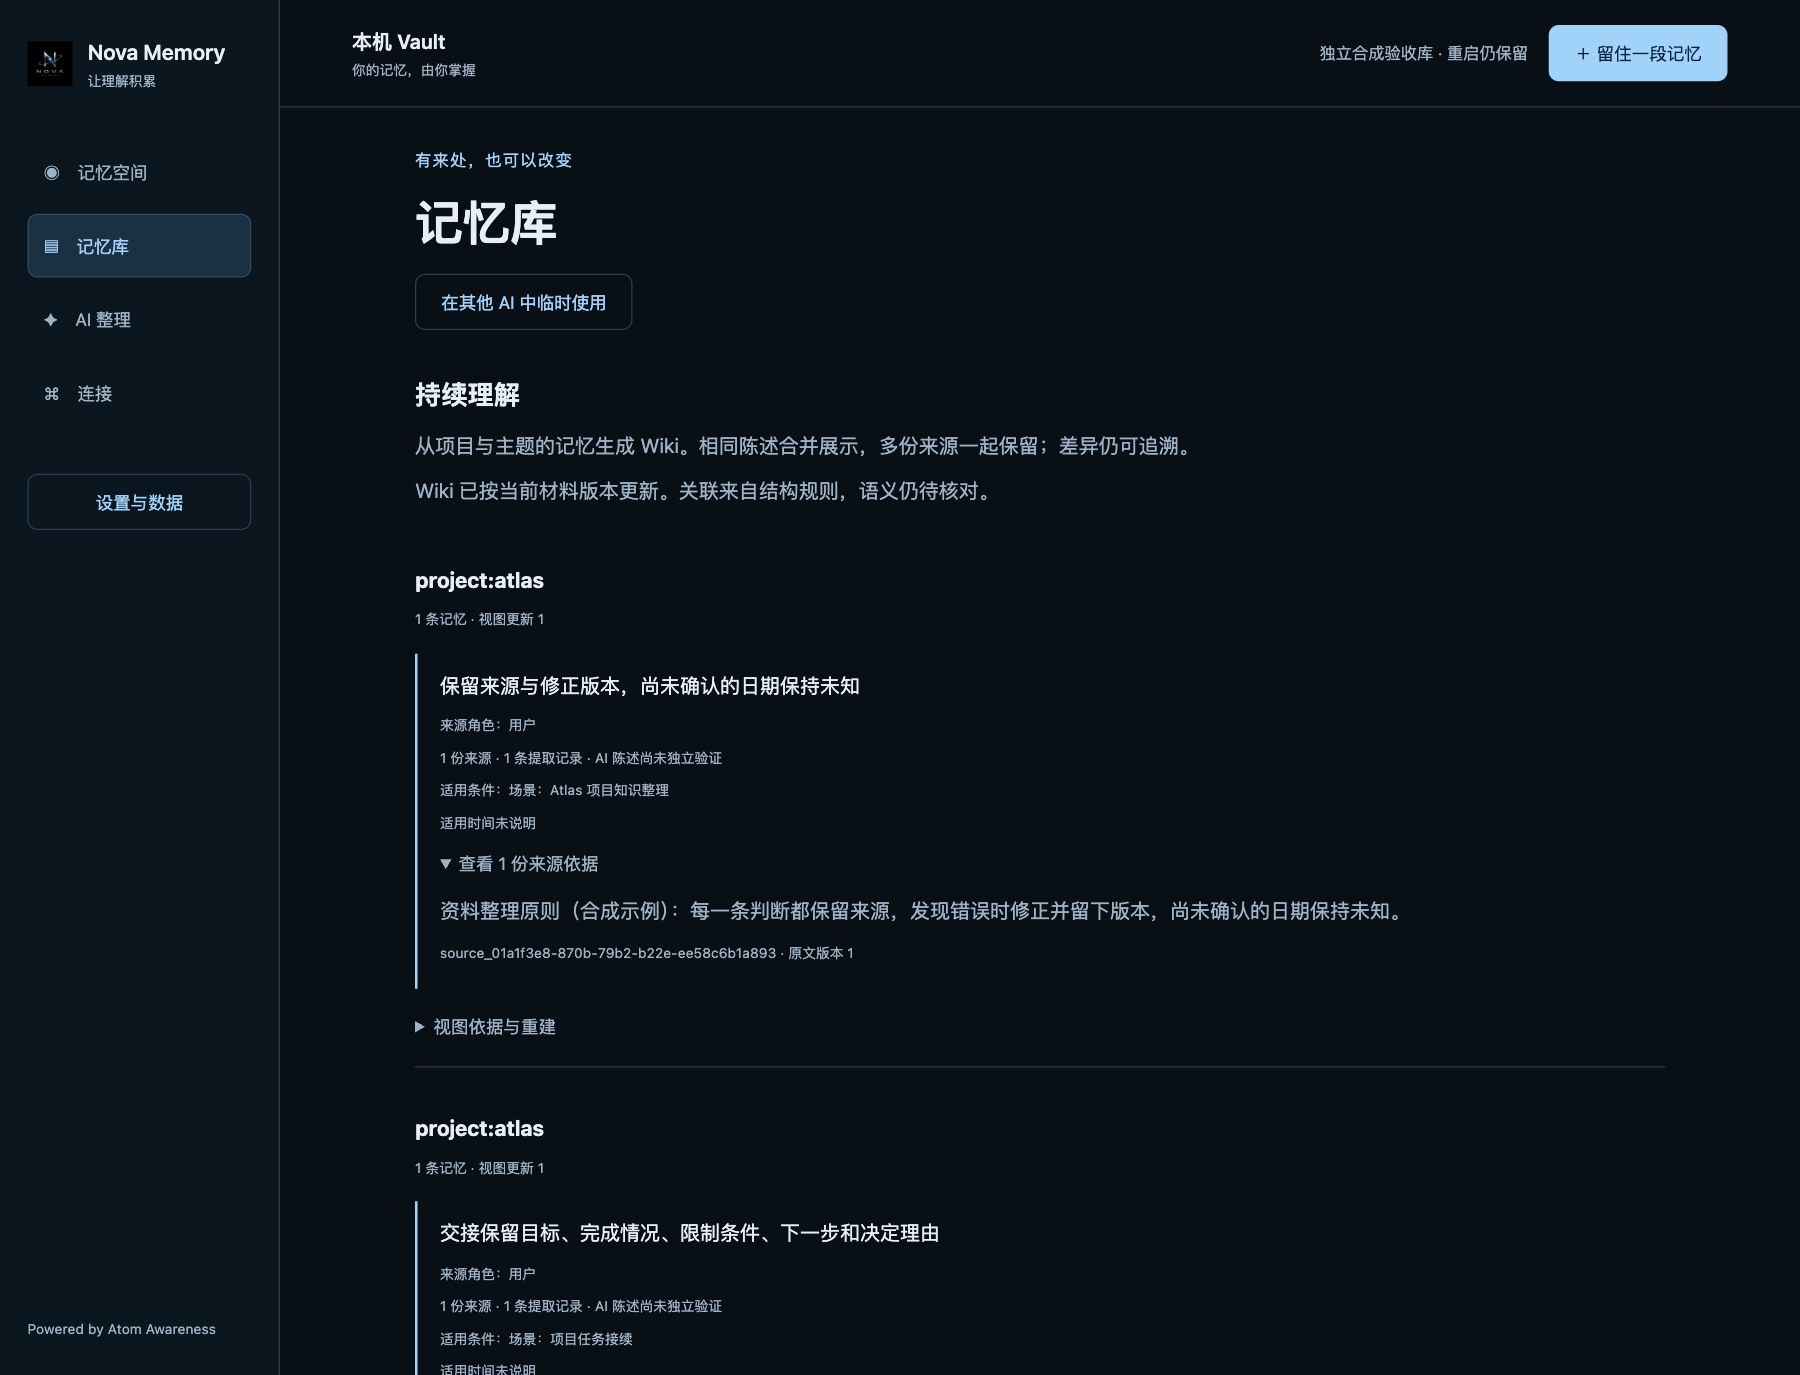 Nova Memory
让理解积累
◉ 记忆空间
▤ 记忆库
✦ AI 整理
⌘ 连接
设置与数据
Powered by Atom Awareness
本机 Vault
你的记忆，由你掌握
独立合成验收库 · 重启仍保留
＋ 留住一段记忆
有来处，也可以改变
记忆库
在其他 AI 中临时使用
持续理解
从项目与主题的记忆生成 Wiki。相同陈述合并展示，多份来源一起保留；差异仍可追溯。
Wiki 已按当前材料版本更新。关联来自结构规则，语义仍待核对。
project:atlas
1 条记忆 · 视图更新 1
保留来源与修正版本，尚未确认的日期保持未知
来源角色：用户
1 份来源 · 1 条提取记录 · AI 陈述尚未独立验证
适用条件：场景：Atlas 项目知识整理
适用时间未说明
▼ 查看 1 份来源依据
资料整理原则（合成示例）：每一条判断都保留来源，发现错误时修正并留下版本，尚未确认的日期保持未知。
source_01a1f3e8-870b-79b2-b22e-ee58c6b1a893 · 原文版本 1
▶ 视图依据与重建
project:atlas
1 条记忆 · 视图更新 1
交接保留目标、完成情况、限制条件、下一步和决定理由
来源角色：用户
1 份来源 · 1 条提取记录 · AI 陈述尚未独立验证
适用条件：场景：项目任务接续
适用时间未说明